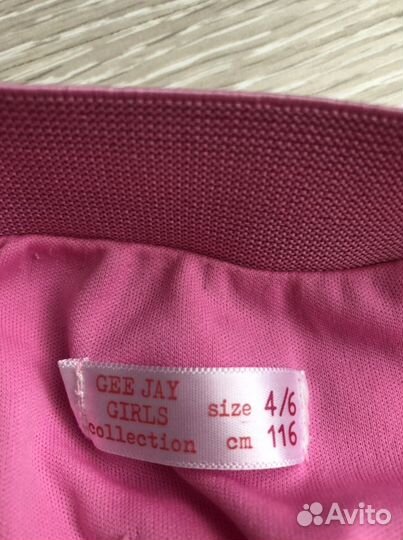 GEE JAY
GIRLS
collection
size 4/6
cm 116
Avito